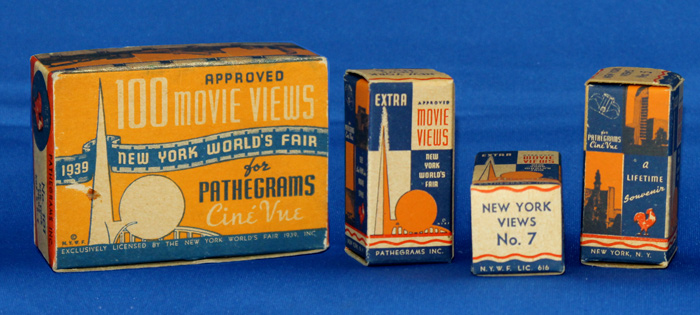 APPROVED
100 MOVIE VIEWS
1939 NEW YORK WORLD'S FAIR
for
PATHEGRAMS
Ciné Vue
N.Y.W.F.
EXCLUSIVELY LICENSED BY THE NEW YORK WORLD'S FAIR 1939, INC.
EXTRA
APPROVED
MOVIE
VIEWS
NEW
YORK
WORLD'S
FAIR
PATHEGRAMS INC.
EXTRA
MOVIE
VIEWS
NEW YORK
VIEWS
No. 7
N.Y.W.F. LIC. 616
for
PATHEGRAMS
Ciné Vue
a
LIFETIME
Souvenir
NEW YORK, N.Y.